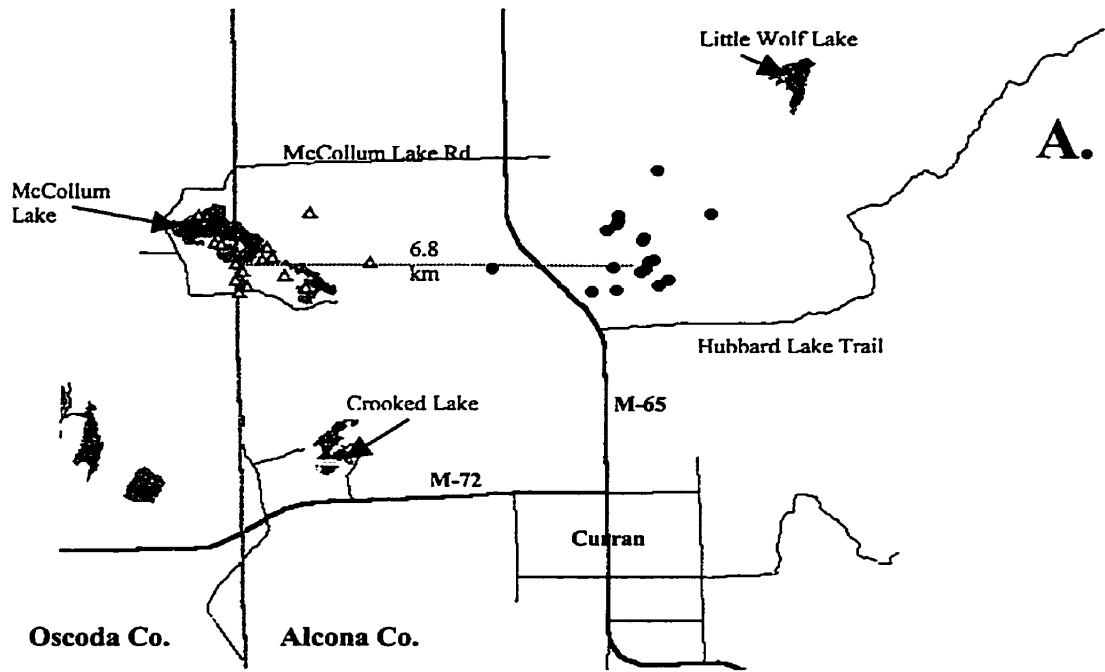 Little Wolf Lake
A.
McCollum Lake Rd
McCollum
Lake
6.8
km
Hubbard Lake Trail
Crooked Lake
M-65
M-72
Curran
Oscoda Co.
Alcona Co.